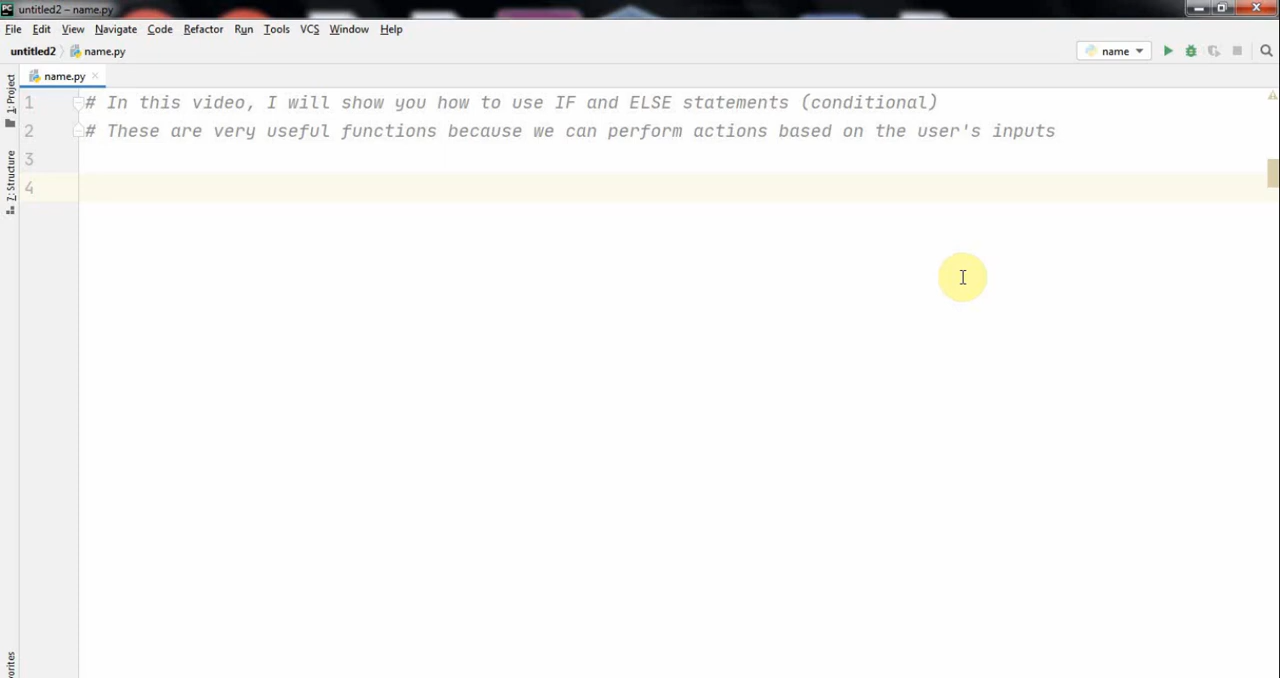 PC untitled2 – name.py
File Edit View Navigate Code Refactor Run Tools VCS Window Help
untitled2 name.py name
name.py
1: Project
1 # In this video, I will show you how to use IF and ELSE statements (conditional)
2 # These are very useful functions because we can perform actions based on the user's inputs
3
4
Z: Structure
orites